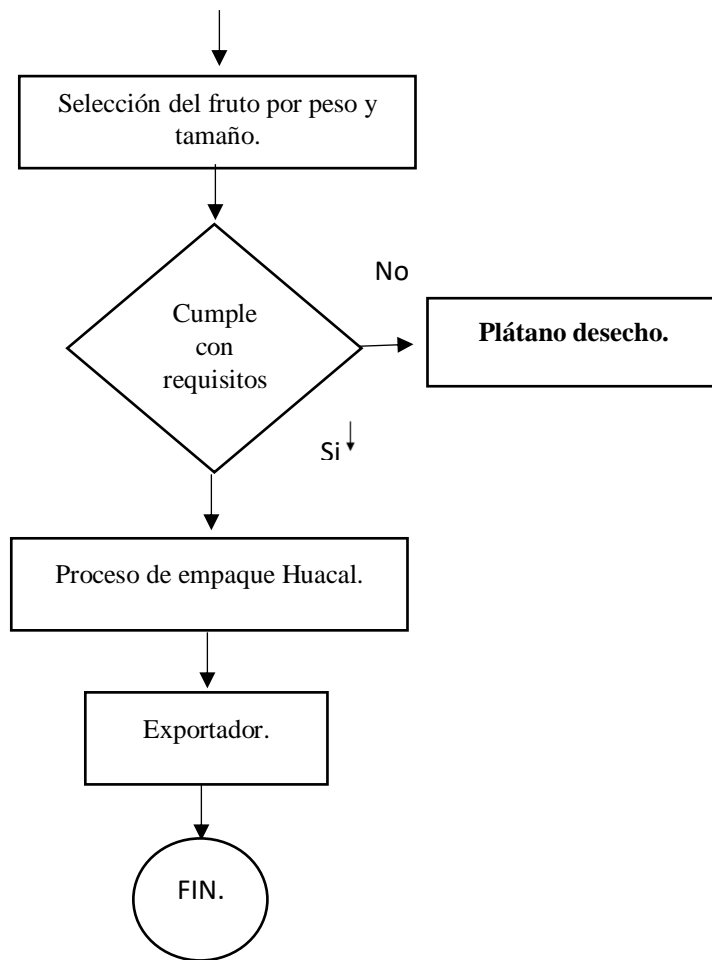 Selección del fruto por peso y
tamaño.
No
Cumple
con
requisitos
Plátano desecho.
Si
Proceso de empaque Huacal.
Exportador.
FIN.